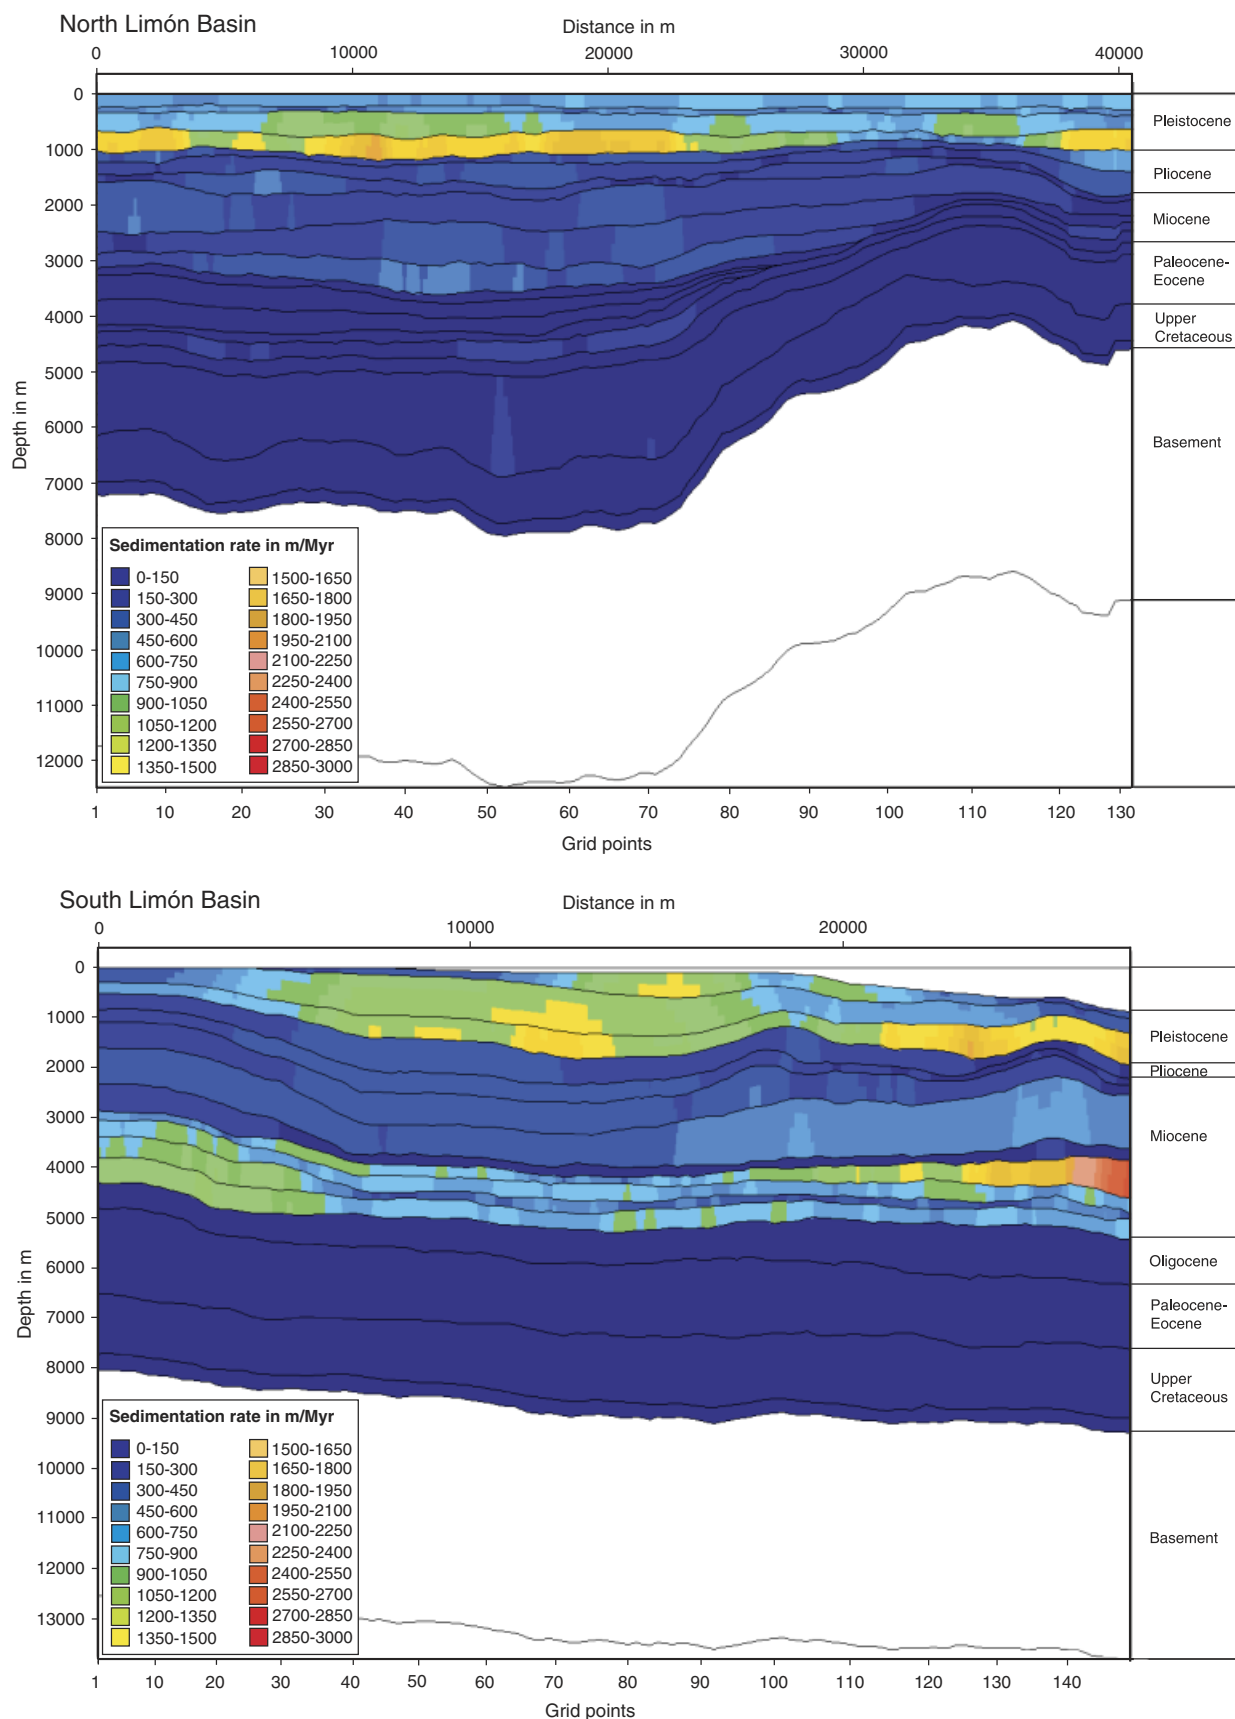 North Limón Basin
Distance in m
0 10000 20000 30000 40000
0
1000
2000
3000
4000
5000
6000
7000
8000
9000
10000
11000
12000
Depth in m
Pleistocene
Pliocene
Miocene
Paleocene-
Eocene
Upper
Cretaceous
Basement
Sedimentation rate in m/Myr
0-150 1500-1650
150-300 1650-1800
300-450 1800-1950
450-600 1950-2100
600-750 2100-2250
750-900 2250-2400
900-1050 2400-2550
1050-1200 2550-2700
1200-1350 2700-2850
1350-1500 2850-3000
1 10 20 30 40 50 60 70 80 90 100 110 120 130
Grid points
South Limón Basin
Distance in m
0 10000 20000
0
1000
2000
3000
4000
5000
6000
7000
8000
9000
10000
11000
12000
13000
Depth in m
Pleistocene
Pliocene
Miocene
Oligocene
Paleocene-
Eocene
Upper
Cretaceous
Basement
Sedimentation rate in m/Myr
0-150 1500-1650
150-300 1650-1800
300-450 1800-1950
450-600 1950-2100
600-750 2100-2250
750-900 2250-2400
900-1050 2400-2550
1050-1200 2550-2700
1200-1350 2700-2850
1350-1500 2850-3000
1 10 20 30 40 50 60 70 80 90 100 110 120 130 140
Grid points